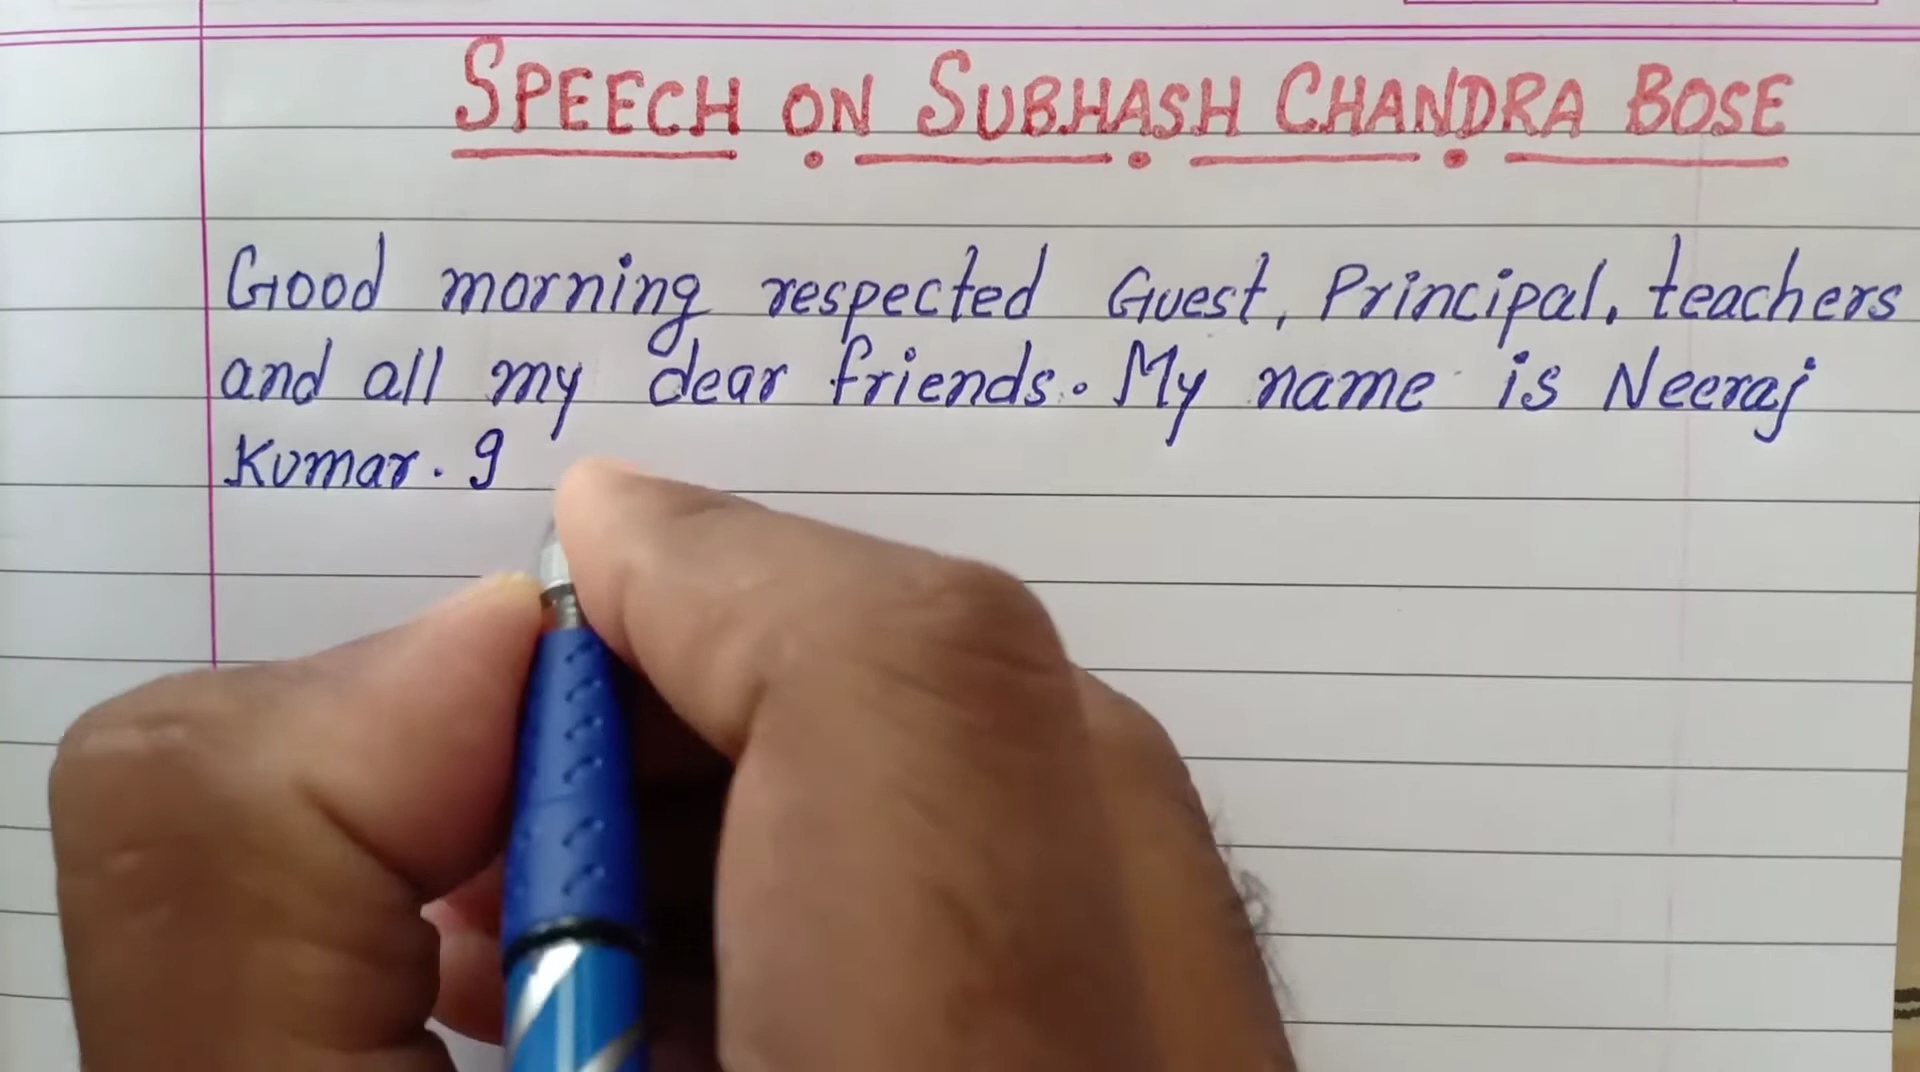 SPEECH ON SUBHASH CHANDRA BOSE
Good morning respected Guest, Principal, teachers
and all my dear friends. My name is Neeraj
Kumar. I